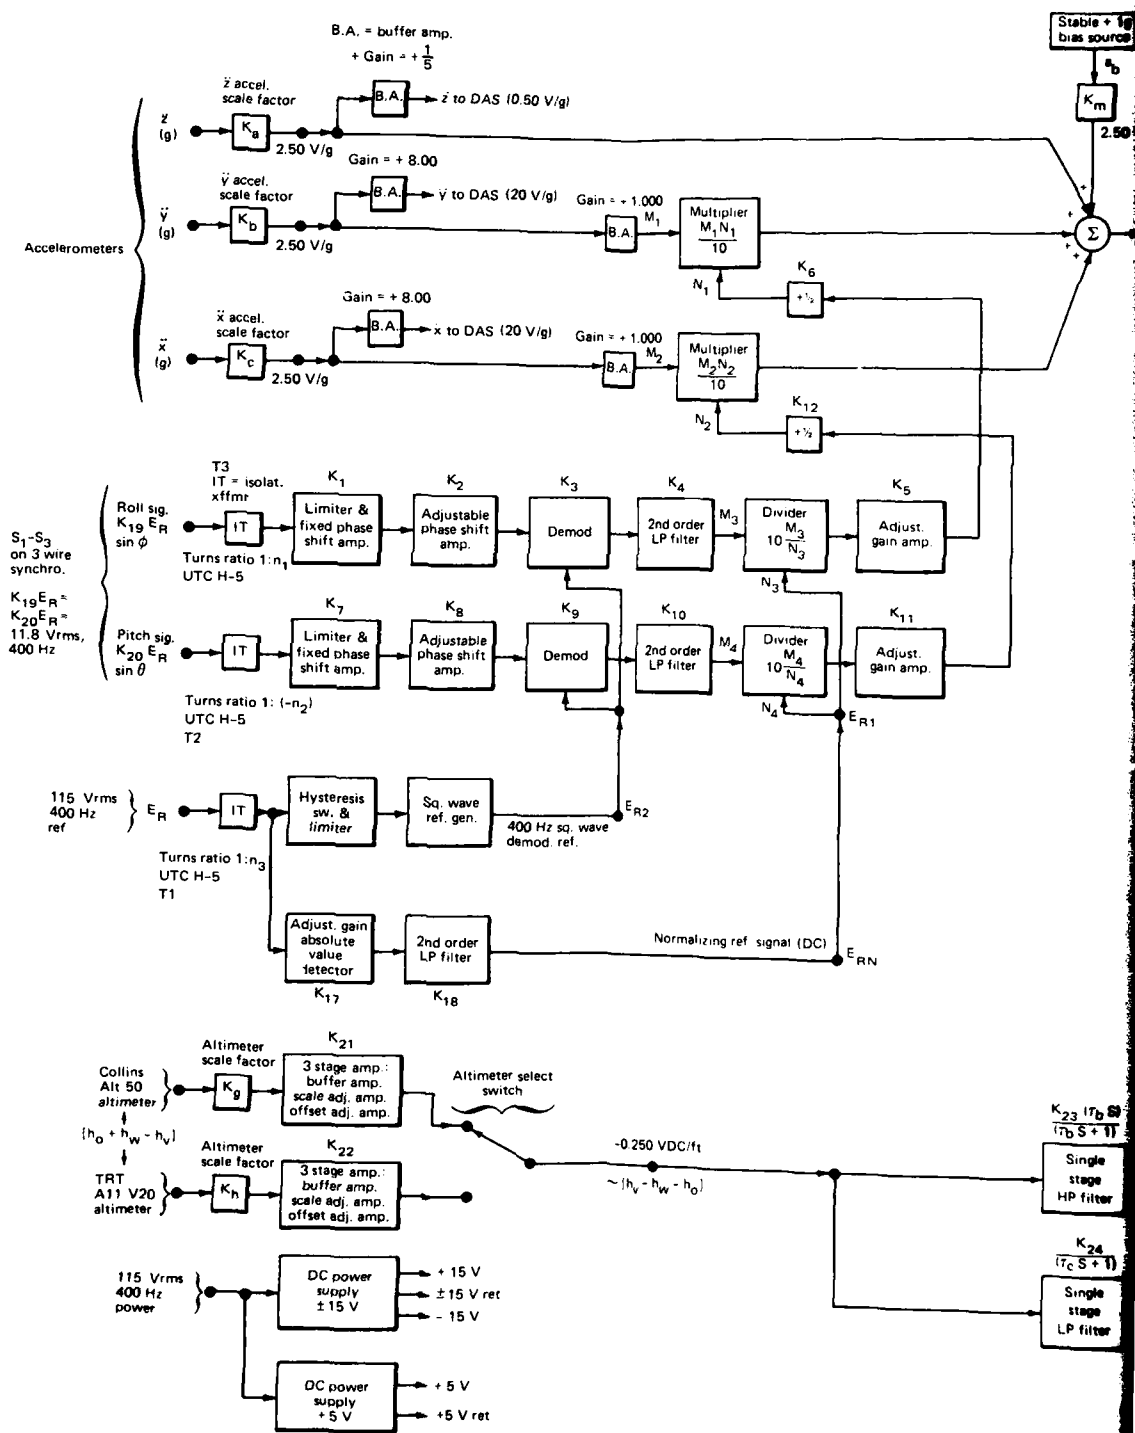 B.A. = buffer amp.
+ Gain = + 1/5
Stable + 1g
bias source
a_b
K_m
2.50
z̈ accel.
scale factor
z̈
(g)
K_a
2.50 V/g
B.A.
z̈ to DAS (0.50 V/g)
Gain = + 8.00
ÿ accel.
scale factor
ÿ
(g)
K_b
2.50 V/g
B.A.
ÿ to DAS (20 V/g)
Gain = + 1.000
B.A.
M_1
Multiplier
M_1N_1
10
N_1
K_6
+½
+
+
+
+
Σ
Accelerometers
Gain = + 8.00
ẍ accel.
scale factor
ẍ
(g)
K_c
2.50 V/g
B.A.
ẍ to DAS (20 V/g)
Gain = + 1.000
B.A.
M_2
Multiplier
M_2N_2
10
N_2
K_12
+½
S_1-S_3
on 3 wire
synchro.
K_19E_R =
K_20E_R =
11.8 Vrms,
400 Hz
Roll sig.
K_19 E_R
sin φ
T3
IT = isolat.
xffmr
IT
Turns ratio 1:n_1
UTC H-5
K_1
Limiter &
fixed phase
shift amp.
K_2
Adjustable
phase shift
amp.
K_3
Demod
K_4
2nd order
LP filter
M_3
Divider
10 M_3/N_3
N_3
K_5
Adjust.
gain amp.
Pitch sig.
K_20 E_R
sin θ
IT
Turns ratio 1: (-n_2)
UTC H-5
T2
K_7
Limiter &
fixed phase
shift amp.
K_8
Adjustable
phase shift
amp.
K_9
Demod
K_10
2nd order
LP filter
M_4
Divider
10 M_4/N_4
N_4
K_11
Adjust.
gain amp.
E_R1
115 Vrms
400 Hz
ref
E_R
IT
Turns ratio 1:n_3
UTC H-5
T1
Hysteresis
sw. &
limiter
Sq. wave
ref. gen.
400 Hz sq. wave
demod. ref.
E_R2
Adjust. gain
absolute
value
detector
K_17
2nd order
LP filter
K_18
Normalizing ref signal (DC)
E_RN
Collins
Alt 50
altimeter
Altimeter
scale factor
K_g
K_21
3 stage amp.:
buffer amp.
scale adj. amp.
offset adj. amp.
Altimeter select
switch
[h_o + h_w - h_v]
TRT
A11 V20
altimeter
Altimeter
scale factor
K_h
K_22
3 stage amp.:
buffer amp.
scale adj. amp.
offset adj. amp.
-0.250 VDC/ft
~[h_v - h_w - h_o]
K_23 (τ_b S)
(τ_b S + 1)
Single
stage
HP filter
K_24
(τ_c S + 1)
Single
stage
LP filter
115 Vrms
400 Hz
power
DC power
supply
± 15 V
+ 15 V
± 15 V ret
- 15 V
DC power
supply
+ 5 V
+ 5 V
+5 V ret